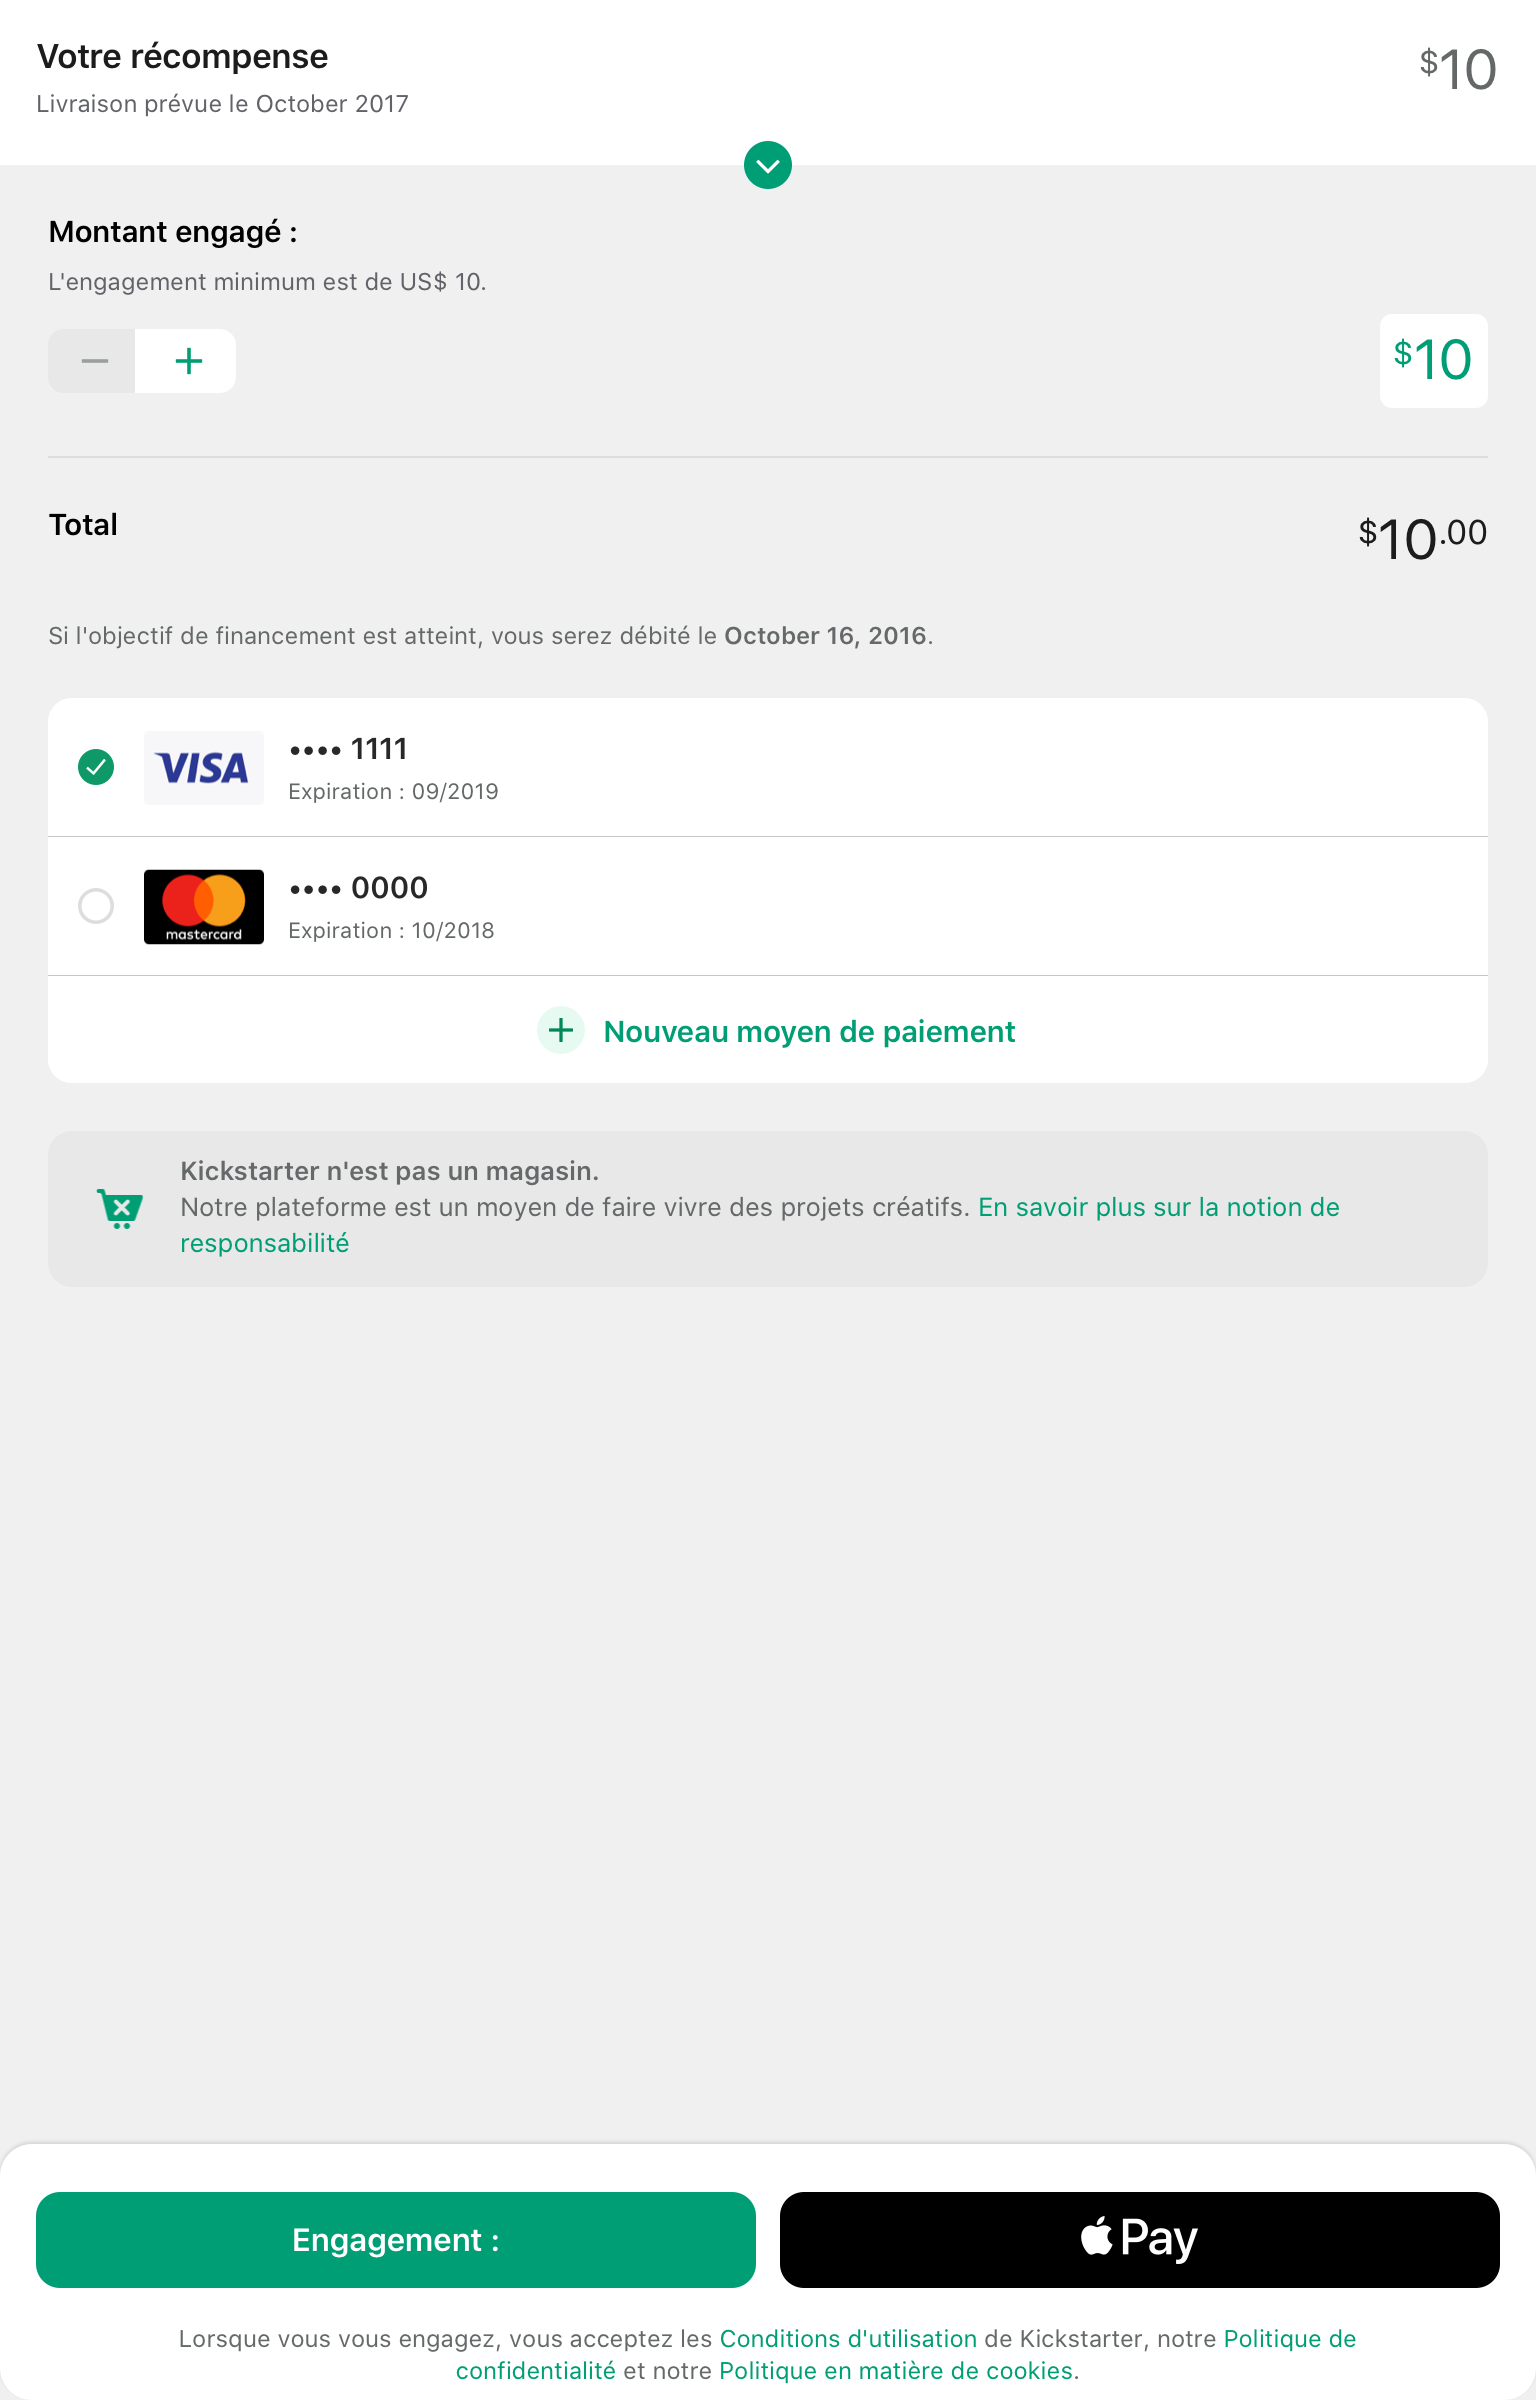 Votre récompense
$10
Livraison prévue le October 2017
Montant engagé :
L'engagement minimum est de US$ 10.
$10
Total
$10.00
Si l'objectif de financement est atteint, vous serez débité le October 16, 2016.
VISA
•••• 1111
Expiration : 09/2019
mastercard
•••• 0000
Expiration : 10/2018
Nouveau moyen de paiement
Kickstarter n'est pas un magasin.
Notre plateforme est un moyen de faire vivre des projets créatifs. En savoir plus sur la notion de
responsabilité
Engagement :
Pay
Lorsque vous vous engagez, vous acceptez les Conditions d'utilisation de Kickstarter, notre Politique de
confidentialité et notre Politique en matière de cookies.